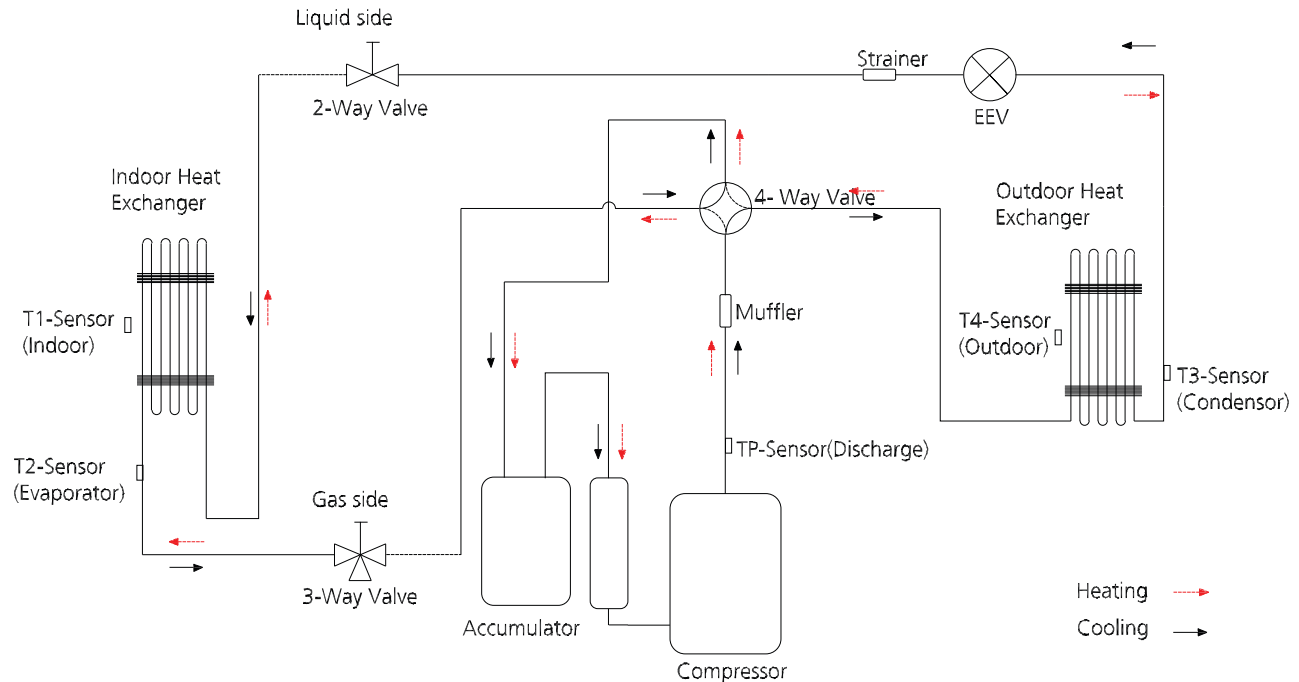 Liquid side
2-Way Valve
Strainer
EEV
Indoor Heat
Exchanger
4- Way Valve
Outdoor Heat
Exchanger
T1-Sensor
(Indoor)
Muffler
T4-Sensor
(Outdoor)
T3-Sensor
(Condensor)
TP-Sensor(Discharge)
T2-Sensor
(Evaporator)
Gas side
3-Way Valve
Accumulator
Compressor
Heating
Cooling